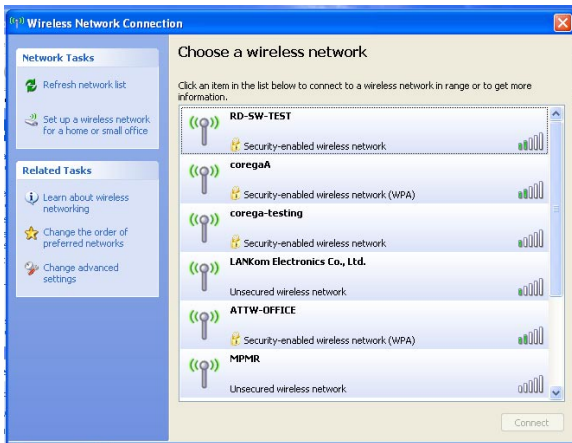 Wireless Network Connection
Network Tasks
Refresh network list
Set up a wireless network
for a home or small office
Related Tasks
Learn about wireless
networking
Change the order of
preferred networks
Change advanced
settings
Choose a wireless network
Click an item in the list below to connect to a wireless network in range or to get more
information.
RD-SW-TEST
Security-enabled wireless network
coregaA
Security-enabled wireless network (WPA)
corega-testing
Security-enabled wireless network
LANKom Electronics Co., Ltd.
Unsecured wireless network
ATTW-OFFICE
Security-enabled wireless network (WPA)
MPMR
Unsecured wireless network
Connect